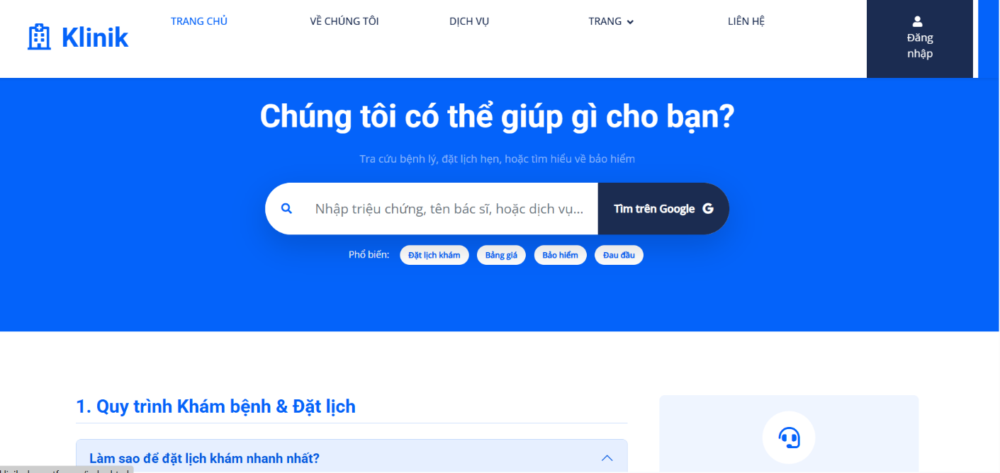 Klinik
TRANG CHỦ
VỀ CHÚNG TÔI
DỊCH VỤ
TRANG
LIÊN HỆ
Đăng
nhập
Chúng tôi có thể giúp gì cho bạn?
Tra cứu bệnh lý, đặt lịch hẹn, hoặc tìm hiểu về bảo hiểm
Nhập triệu chứng, tên bác sĩ, hoặc dịch vụ...
Tìm trên Google
Phổ biến:
Đặt lịch khám
Bảng giá
Bảo hiểm
Đau đầu
1. Quy trình Khám bệnh & Đặt lịch
Làm sao để đặt lịch khám nhanh nhất?